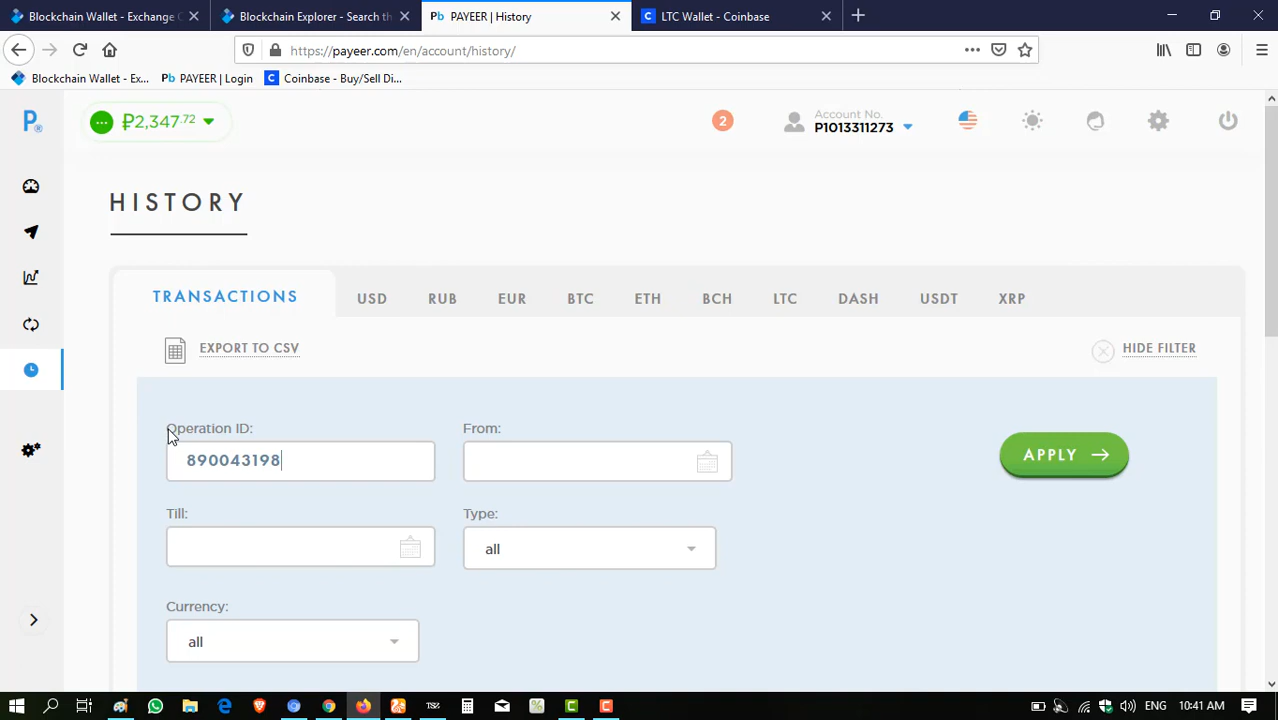 Blockchain Wallet - Exchange C
Blockchain Explorer - Search th
Pb PAYEER | History
C LTC Wallet - Coinbase
https://payeer.com/en/account/history/
Blockchain Wallet - Ex...
Pb PAYEER | Login
C Coinbase - Buy/Sell Di...
P®
₽2,347.72
2
Account No.
P1013311273
HISTORY
TRANSACTIONS
USD
RUB
EUR
BTC
ETH
BCH
LTC
DASH
USDT
XRP
EXPORT TO CSV
HIDE FILTER
Operation ID:
From:
890043198
APPLY
Till:
Type:
all
Currency:
all
10:41 AM